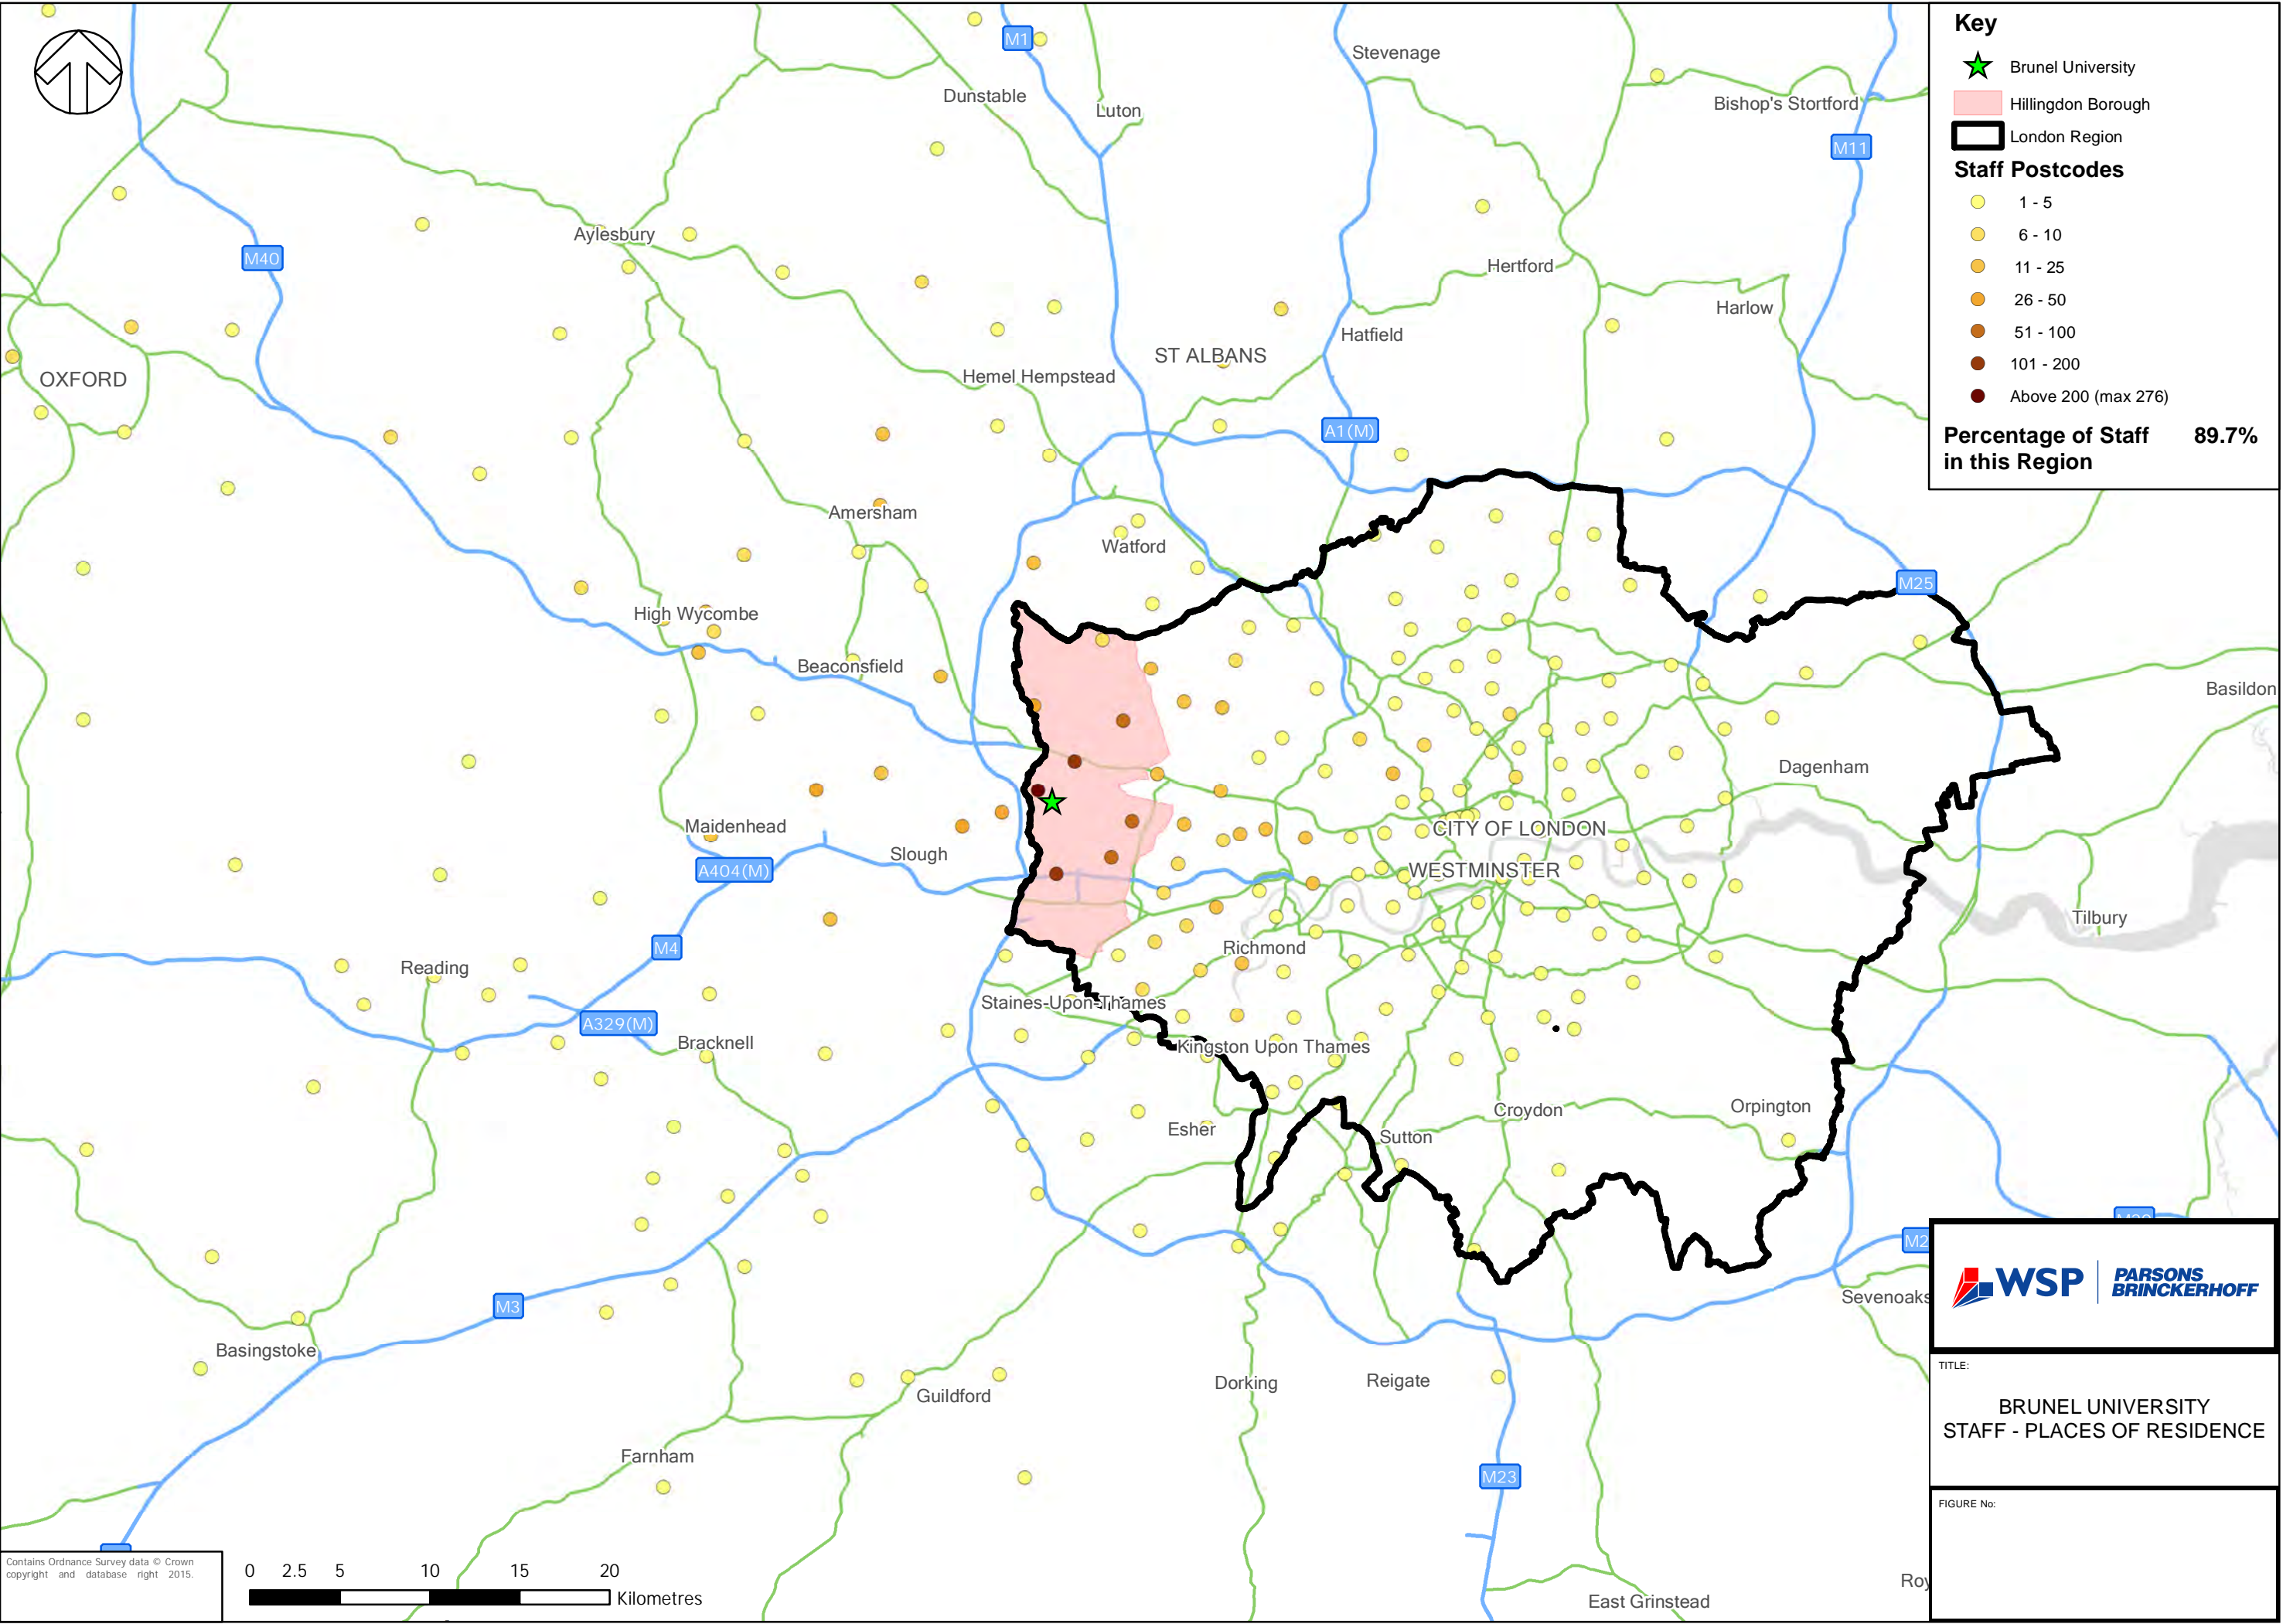 M1
Stevenage
Dunstable
Luton
Bishop's Stortford
M11
Aylesbury
M40
Hertford
Harlow
Hatfield
ST ALBANS
OXFORD
Hemel Hempstead
A1(M)
Amersham
Watford
M25
High Wycombe
Beaconsfield
Basildon
Dagenham
Maidenhead
CITY OF LONDON
Slough
A404(M)
WESTMINSTER
Tilbury
M4
Richmond
Reading
Staines-Upon-Thames
A329(M)
Bracknell
Kingston Upon Thames
Esher
Croydon
Orpington
Sutton
M3
Sevenoaks
Basingstoke
Guildford
Dorking
Reigate
Farnham
M23
East Grinstead
Key
Brunel University
Hillingdon Borough
London Region
Staff Postcodes
1 - 5
6 - 10
11 - 25
26 - 50
51 - 100
101 - 200
Above 200 (max 276)
Percentage of Staff 89.7%
in this Region
WSP
PARSONS
BRINCKERHOFF
TITLE:
BRUNEL UNIVERSITY
STAFF - PLACES OF RESIDENCE
FIGURE No:
Contains Ordnance Survey data © Crown
copyright and database right 2015.
0 2.5 5 10 15 20
Kilometres